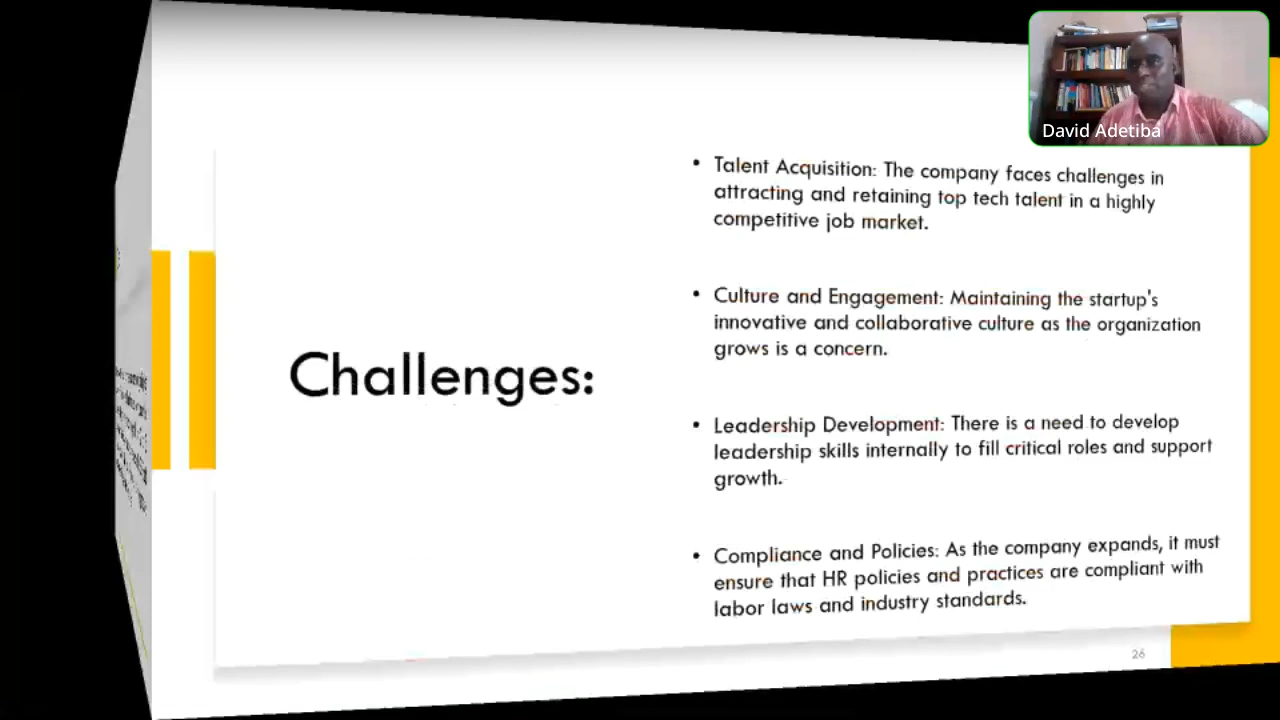 David Adetiba
• Talent Acquisition: The company faces challenges in
attracting and retaining top tech talent in a highly
competitive job market.
• Culture and Engagement: Maintaining the startup's
innovative and collaborative culture as the organization
grows is a concern.
Challenges:
• Leadership Development: There is a need to develop
leadership skills internally to fill critical roles and support
growth.
• Compliance and Policies: As the company expands, it must
ensure that HR policies and practices are compliant with
labor laws and industry standards.
26